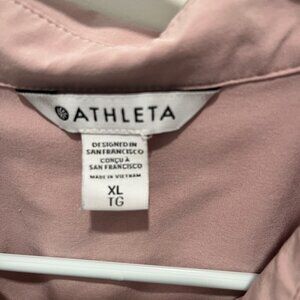 ATHLETA
DESIGNED IN
SAN FRANCISCO
CONÇU À
SAN FRANCISCO
MADE IN VIETNAM
XL
TG